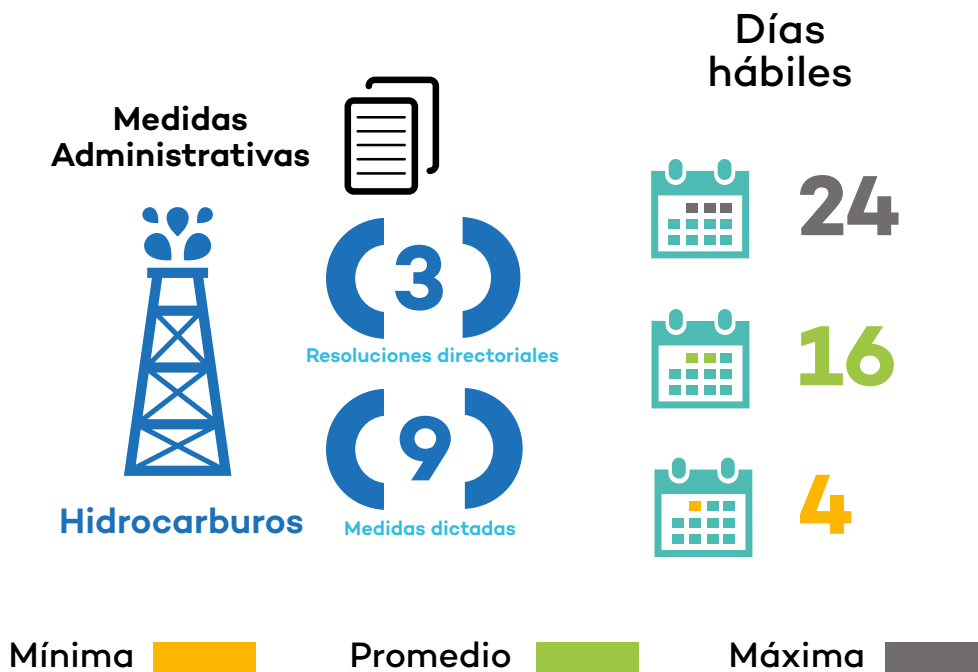 Medidas
Administrativas
Hidrocarburos
3
Resoluciones directoriales
9
Medidas dictadas
Días
hábiles
24
16
4
Mínima
Promedio
Máxima